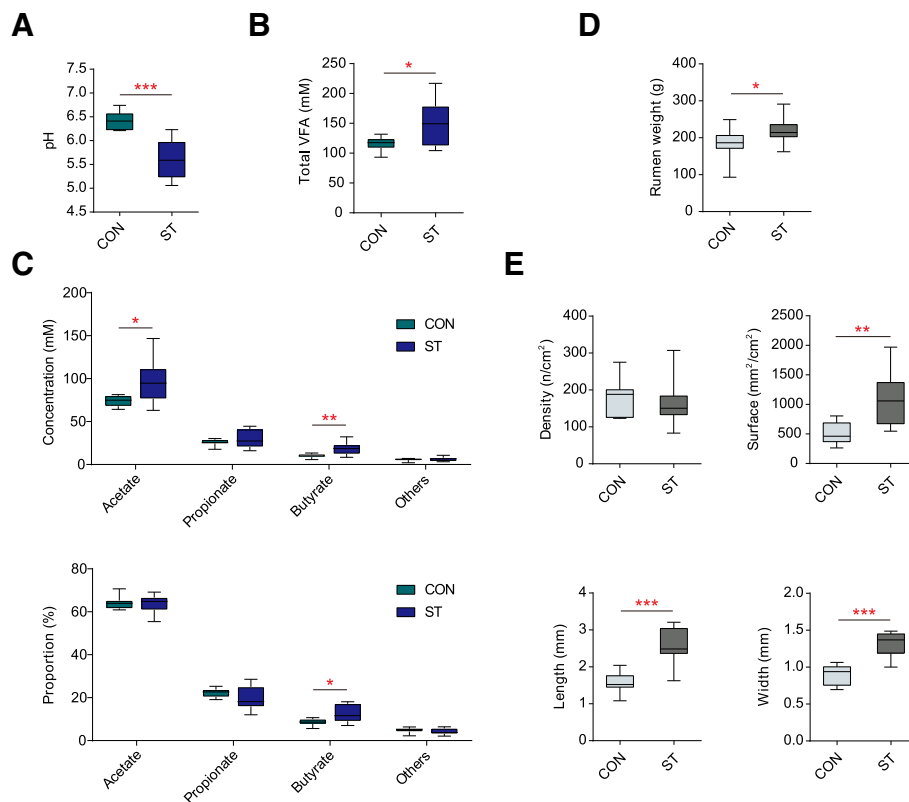 A
pH
7.5
7.0
6.5
6.0
5.5
5.0
4.5
***
CON
ST
B
Total VFA (mM)
250
200
150
100
50
0
*
CON
ST
D
Rumen weight (g)
400
300
200
100
0
*
CON
ST
C
Concentration (mM)
200
150
100
50
0
*
**
CON
ST
Acetate
Propionate
Butyrate
Others
Proportion (%)
80
60
40
20
0
*
CON
ST
Acetate
Propionate
Butyrate
Others
E
Density (n/cm²)
400
300
200
100
0
CON
ST
Surface (mm²/cm²)
2500
2000
1500
1000
500
0
**
CON
ST
Length (mm)
4
3
2
1
0
***
CON
ST
Width (mm)
2.0
1.5
1.0
0.5
0.0
***
CON
ST